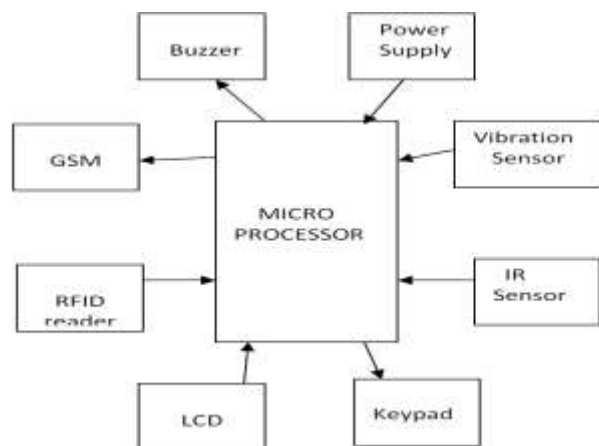 Buzzer
Power
Supply
GSM
Vibration
Sensor
MICRO
PROCESSOR
RFID
reader
IR
Sensor
LCD
Keypad